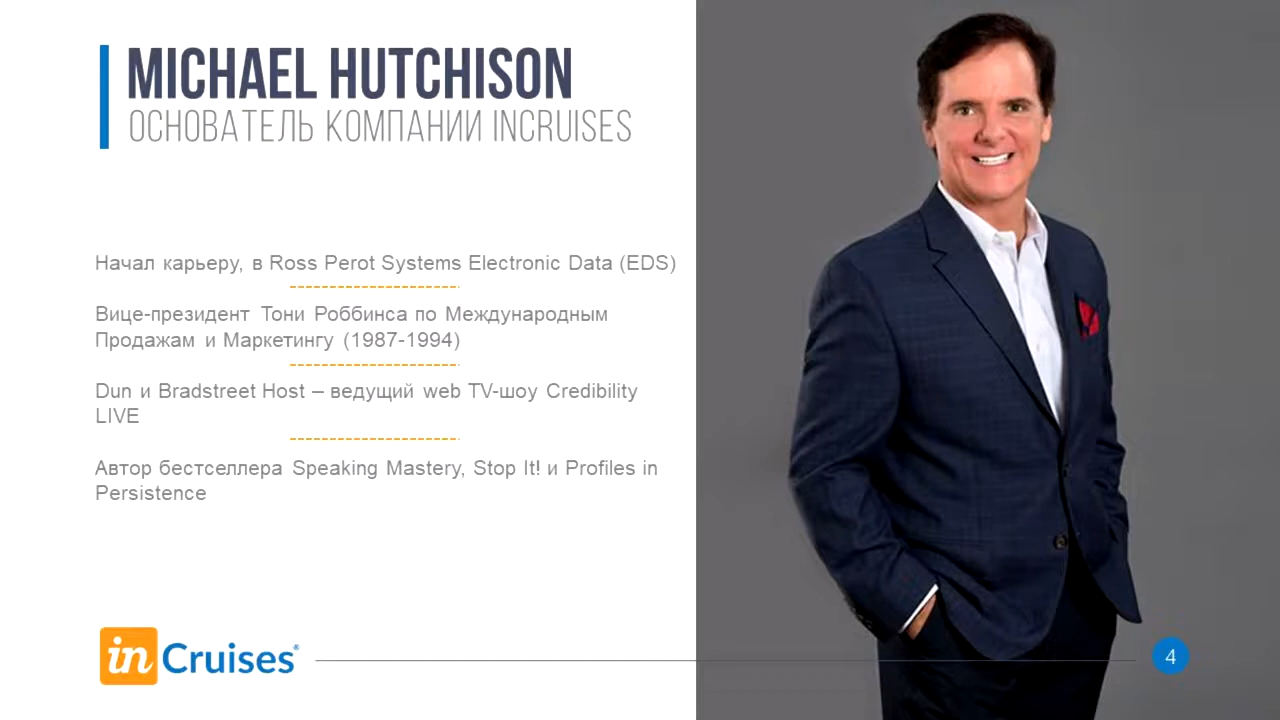 MICHAEL HUTCHISON
ОСНОВАТЕЛЬ КОМПАНИИ INCRUISES
Начал карьеру, в Ross Perot Systems Electronic Data (EDS)
Вице-президент Тони Роббинса по Международным
Продажам и Маркетингу (1987-1994)
Dun и Bradstreet Host – ведущий web TV-шоу Credibility
LIVE
Автор бестселлера Speaking Mastery, Stop It! и Profiles in
Persistence
in Cruises®
4